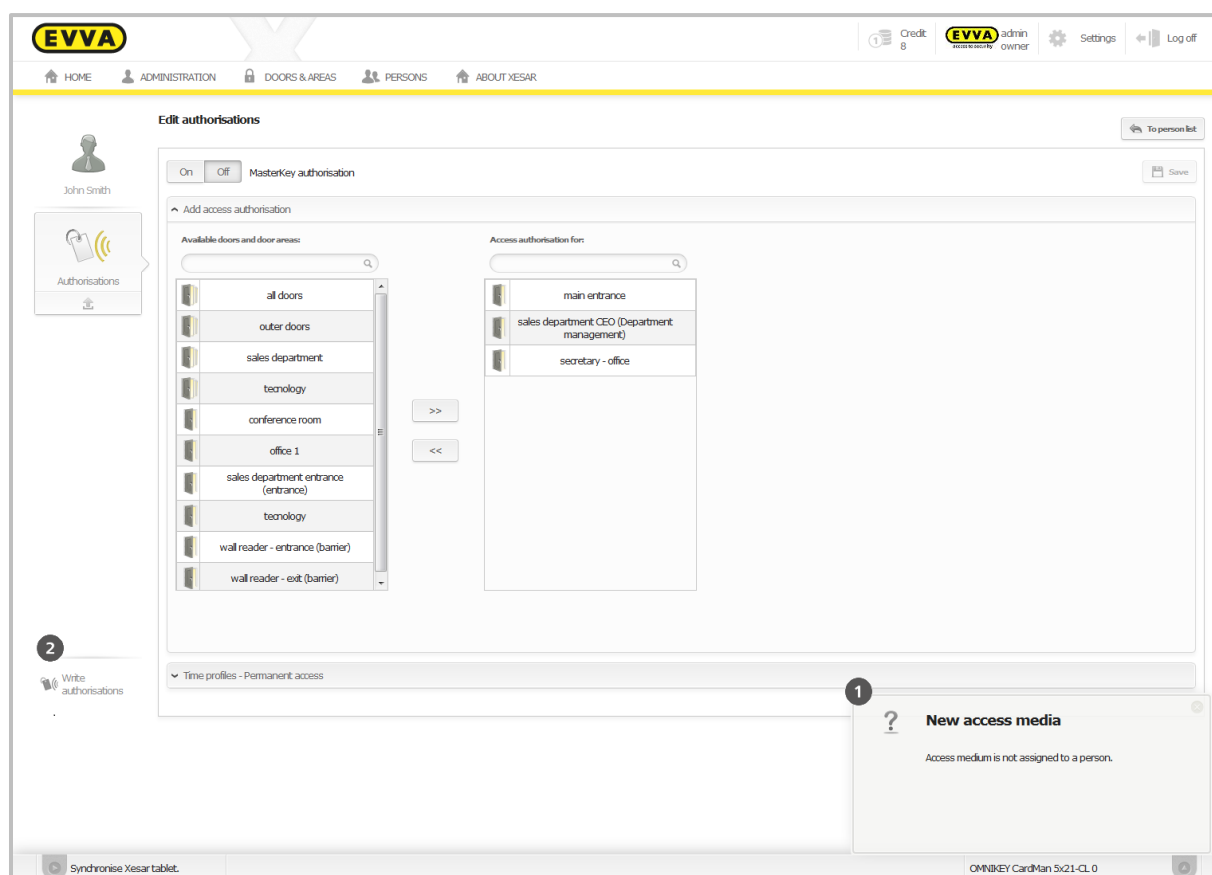 EVVA
Credit
8
EVVA
access to security
admin
owner
Settings
Log off
HOME
ADMINISTRATION
DOORS & AREAS
PERSONS
ABOUT XESAR
Edit authorisations
To person list
John Smith
On
Off
MasterKey authorisation
Save
Add access authorisation
Authorisations
Available doors and door areas:
Access authorisation for:
all doors
outer doors
sales department
tecnology
conference room
office 1
sales department entrance
(entrance)
tecnology
wall reader - entrance (barrier)
wall reader - exit (barrier)
>>
<<
main entrance
sales department CEO (Department
management)
secretary - office
2
Write
authorisations
.
Time profiles - Permanent access
1
?
New access media
Access medium is not assigned to a person.
Synchronise Xesar tablet.
OMNIKEY CardMan 5x21-CL 0